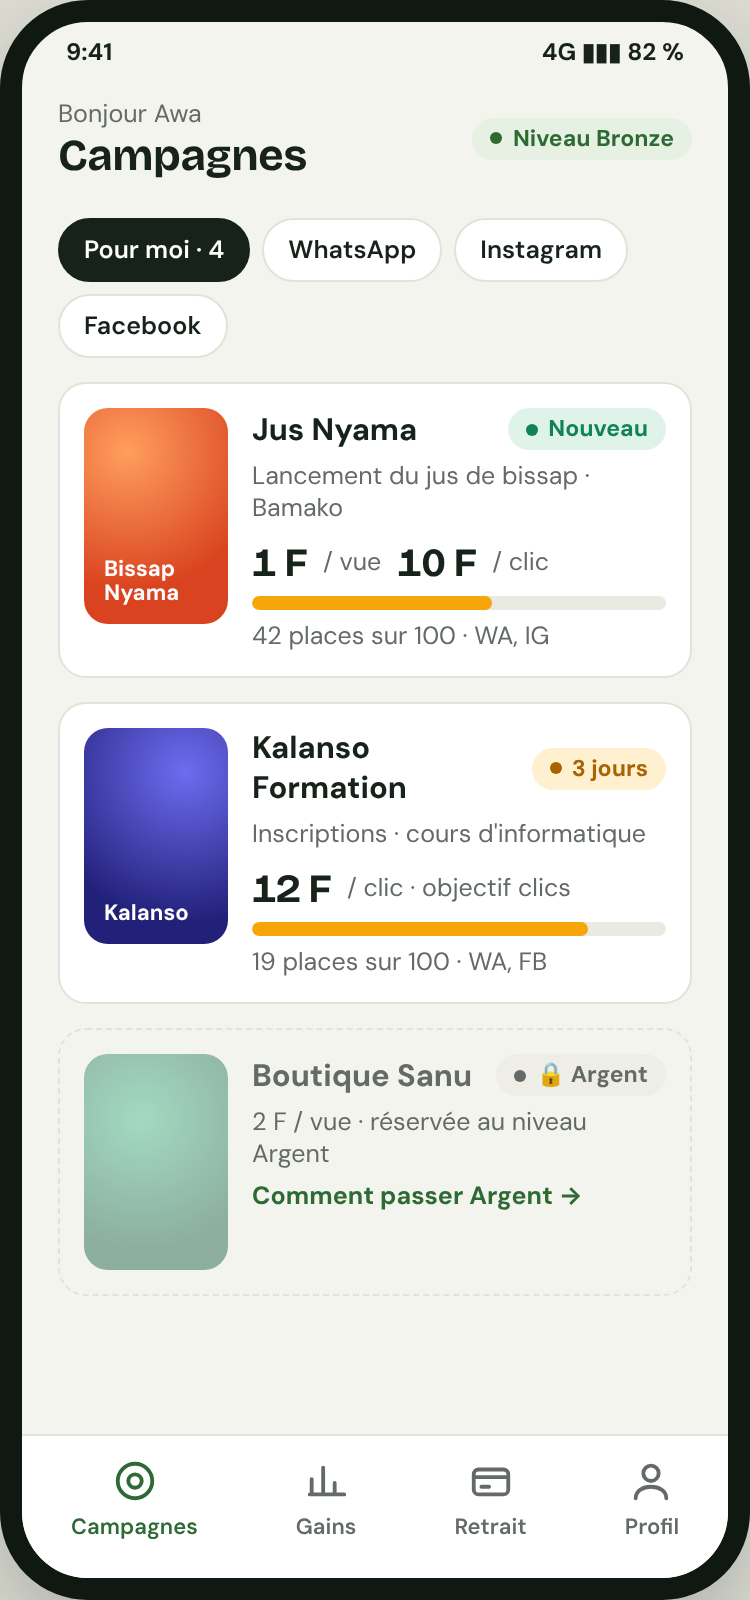 9:41
4G 82 %
Bonjour Awa
Campagnes
Niveau Bronze
Pour moi · 4
WhatsApp
Instagram
Facebook
Bissap
Nyama
Jus Nyama
Nouveau
Lancement du jus de bissap ·
Bamako
1 F / vue 10 F / clic
42 places sur 100 · WA, IG
Kalanso
Kalanso
Formation
3 jours
Inscriptions · cours d'informatique
12 F / clic · objectif clics
19 places sur 100 · WA, FB
Boutique Sanu
🔒 Argent
2 F / vue · réservée au niveau
Argent
Comment passer Argent →
Campagnes
Gains
Retrait
Profil